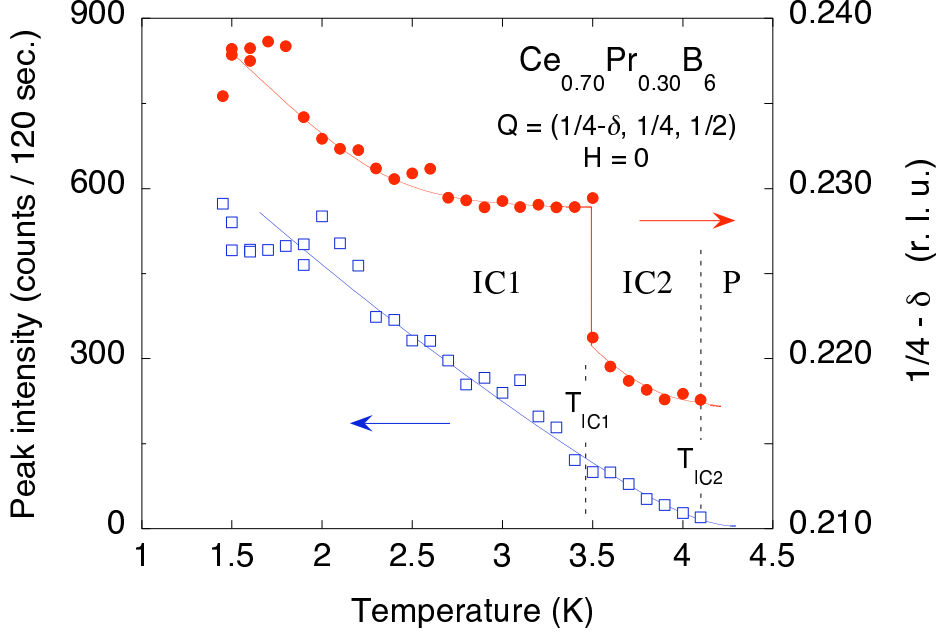 Peak intensity (counts / 120 sec.)
900
600
300
0
0.240
0.230
0.220
0.210
1/4 - δ (r. l. u.)
Ce0.70Pr0.30B6
Q = (1/4-δ, 1/4, 1/2)
H = 0
IC1
IC2
P
TIC1
TIC2
1
1.5
2
2.5
3
3.5
4
4.5
Temperature (K)